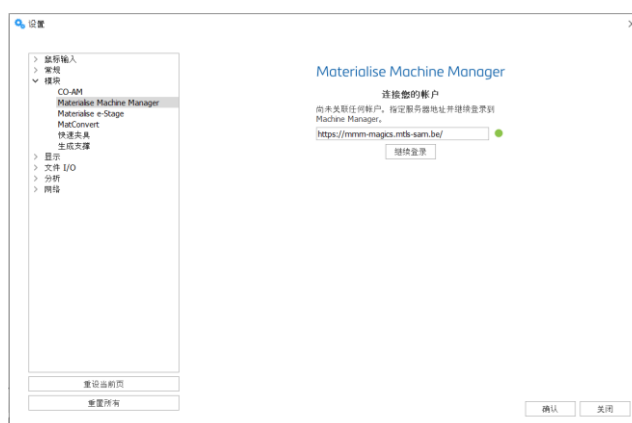 设置
鼠标输入
常规
模块
CO-AM
Materialise Machine Manager
Materialise e-Stage
MatConvert
快速夹具
生成支撑
显示
文件 I/O
分析
网络
重设当前页
重置所有
Materialise Machine Manager
连接您的帐户
尚未关联任何帐户。指定服务器地址并继续登录到
Machine Manager。
https://mmm-magics.mtls-sam.be/
继续登录
确认
关闭